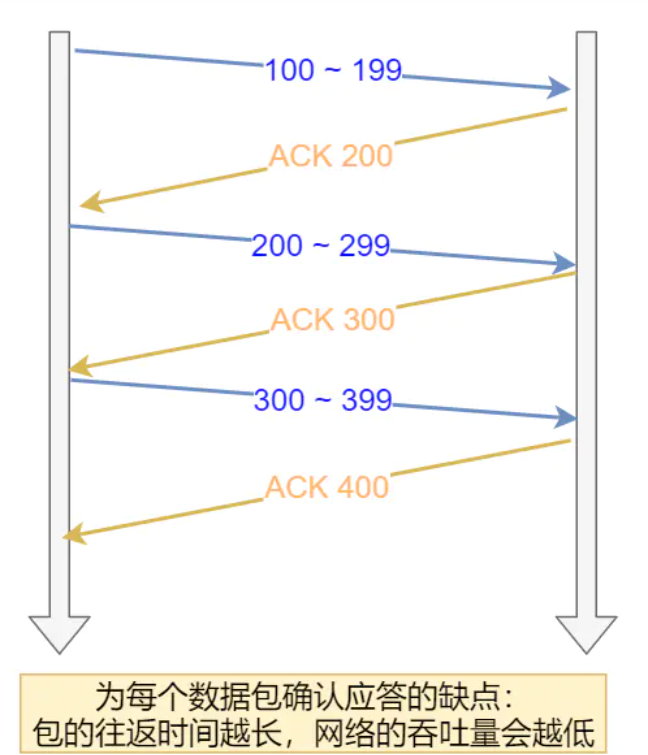 100 ~ 199
ACK 200
200 ~ 299
ACK 300
300 ~ 399
ACK 400
为每个数据包确认应答的缺点：
包的往返时间越长，网络的吞吐量会越低